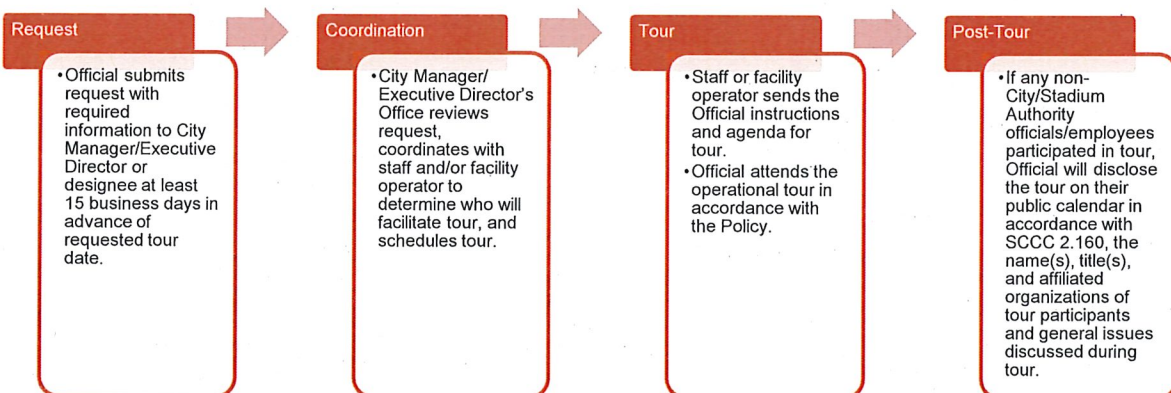 Request
•Official submits
request with
required
information to City
Manager/Executive
Director or
designee at least
15 business days in
advance of
requested tour
date.
Coordination
•City Manager/
Executive Director's
Office reviews
request,
coordinates with
staff and/or facility
operator to
determine who will
facilitate tour, and
schedules tour.
Tour
•Staff or facility
operator sends the
Official instructions
and agenda for
tour.
•Official attends the
operational tour in
accordance with
the Policy.
Post-Tour
•If any non-
City/Stadium
Authority
officials/employees
participated in tour,
Official will disclose
the tour on their
public calendar in
accordance with
SCCC 2.160, the
name(s), title(s),
and affiliated
organizations of
tour participants
and general issues
discussed during
tour.